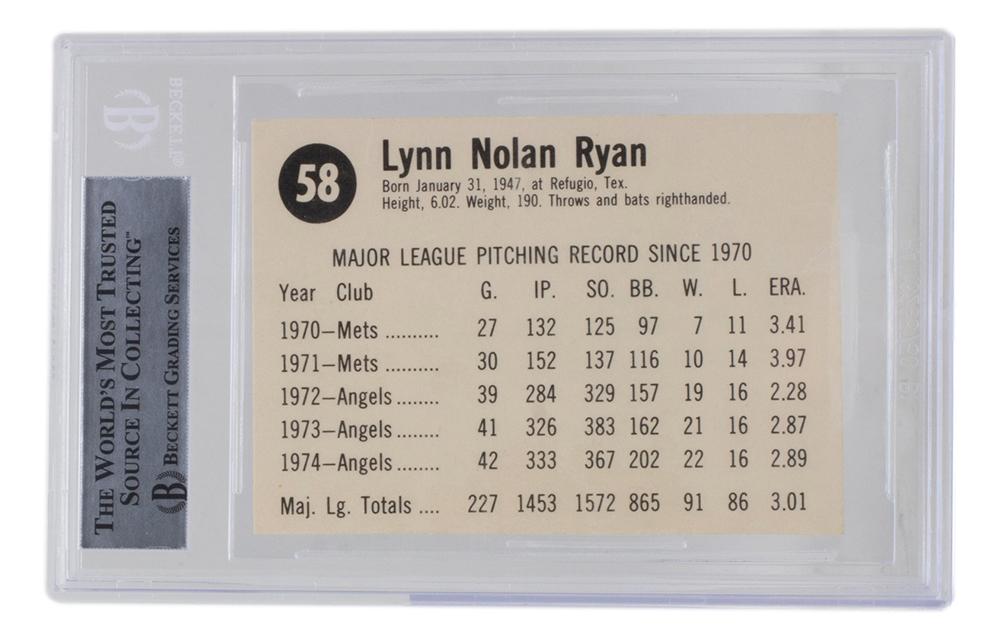 BECKETT®
B
THE WORLD'S MOST TRUSTED
SOURCE IN COLLECTING™
B BECKETT GRADING SERVICES
58
Lynn Nolan Ryan
Born January 31, 1947, at Refugio, Tex.
Height, 6.02. Weight, 190. Throws and bats righthanded.
MAJOR LEAGUE PITCHING RECORD SINCE 1970
Year Club G. IP. SO. BB. W. L. ERA.
1970—Mets .......... 27 132 125 97 7 11 3.41
1971—Mets .......... 30 152 137 116 10 14 3.97
1972—Angels ........ 39 284 329 157 19 16 2.28
1973—Angels ........ 41 326 383 162 21 16 2.87
1974—Angels ........ 42 333 367 202 22 16 2.89
Maj. Lg. Totals .... 227 1453 1572 865 91 86 3.01